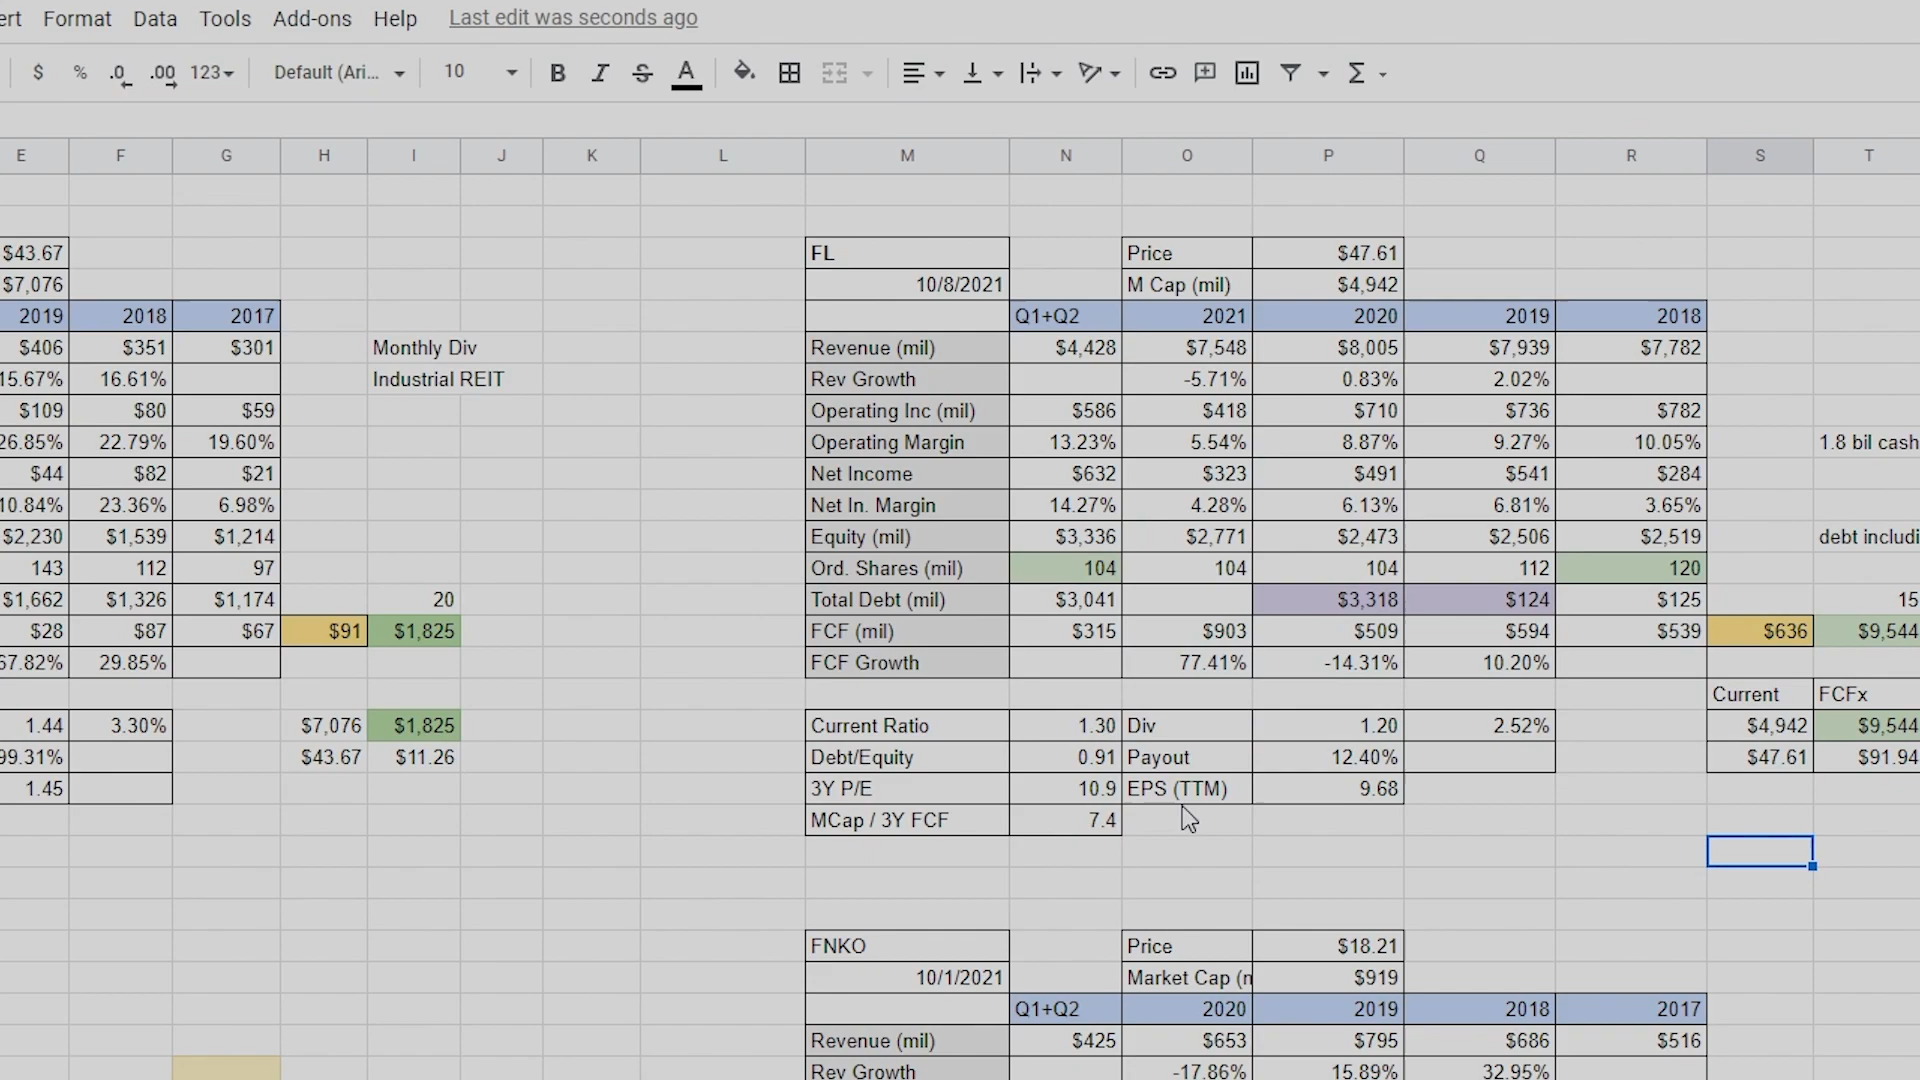 Format Data Tools Add-ons Help Last edit was seconds ago
$ % .0 .00 123 Default (Ari... 10 B I S A
E F G H I J K L M N O P Q R S T
$43.67 FL Price $47.61
$7,076 10/8/2021 M Cap (mil) $4,942
2019 2018 2017 Q1+Q2 2021 2020 2019 2018
$406 $351 $301 Monthly Div Revenue (mil) $4,428 $7,548 $8,005 $7,939 $7,782
15.67% 16.61% Industrial REIT Rev Growth -5.71% 0.83% 2.02%
$109 $80 $59 Operating Inc (mil) $586 $418 $710 $736 $782
26.85% 22.79% 19.60% Operating Margin 13.23% 5.54% 8.87% 9.27% 10.05% 1.8 bil cash
$44 $82 $21 Net Income $632 $323 $491 $541 $284
10.84% 23.36% 6.98% Net In. Margin 14.27% 4.28% 6.13% 6.81% 3.65%
$2,230 $1,539 $1,214 Equity (mil) $3,336 $2,771 $2,473 $2,506 $2,519 debt includi
143 112 97 Ord. Shares (mil) 104 104 104 112 120
$1,662 $1,326 $1,174 20 Total Debt (mil) $3,041 $3,318 $124 $125 15
$28 $87 $67 $91 $1,825 FCF (mil) $315 $903 $509 $594 $539 $636 $9,544
67.82% 29.85% FCF Growth 77.41% -14.31% 10.20%
Current FCFx
1.44 3.30% $7,076 $1,825 Current Ratio 1.30 Div 1.20 2.52% $4,942 $9,544
99.31% $43.67 $11.26 Debt/Equity 0.91 Payout 12.40% $47.61 $91.94
1.45 3Y P/E 10.9 EPS (TTM) 9.68
MCap / 3Y FCF 7.4
FNKO Price $18.21
10/1/2021 Market Cap (m $919
Q1+Q2 2020 2019 2018 2017
Revenue (mil) $425 $653 $795 $686 $516
Rev Growth -17.86% 15.89% 32.95%